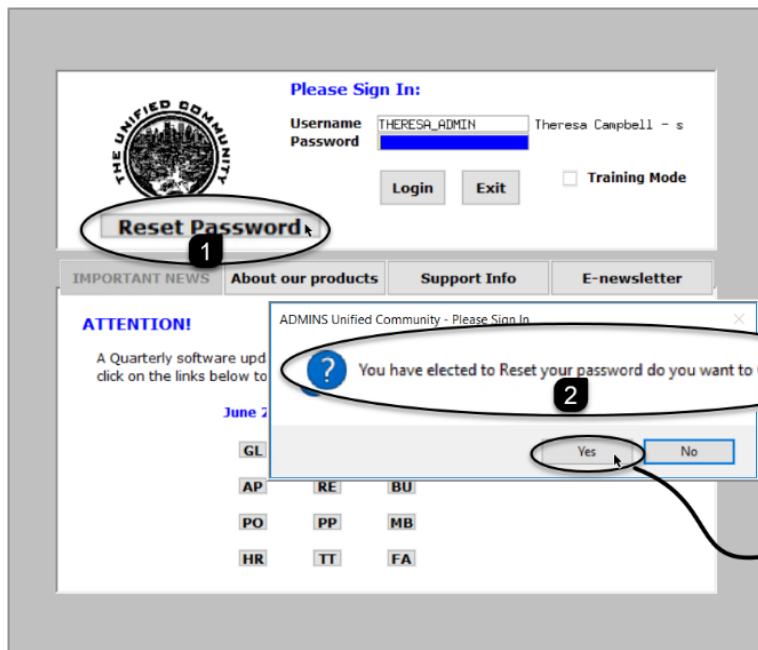 Please Sign In:
THE UNIFIED COMMUNITY
Username THERESA_ADMIN Theresa Campbell - s
Password
Login Exit Training Mode
Reset Password
1
IMPORTANT NEWS About our products Support Info E-newsletter
ATTENTION!
ADMINS Unified Community - Please Sign In
A Quarterly software upd
click on the links below to
You have elected to Reset your password do you want to
2
June 2
GL
Yes No
AP RE BU
PO PP MB
HR TT FA